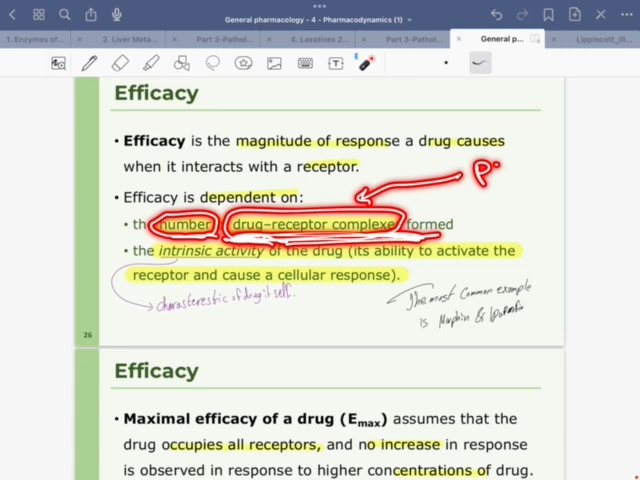 General pharmacology - 4 - Pharmacodynamics (1)
1. Enzymes of...
2. Liver Meta...
Part 3-Pathol...
4. Laxatives 2...
Part 3-Pathol...
General p...
Lippincott_Ill...
Efficacy
• Efficacy is the magnitude of response a drug causes
when it interacts with a receptor.
P
• Efficacy is dependent on:
• the number drug–receptor complexes formed
• the intrinsic activity of the drug (its ability to activate the
receptor and cause a cellular response).
characterestic of drug it self.
The most common example
is Morphin &
26
Efficacy
• Maximal efficacy of a drug (Emax) assumes that the
drug occupies all receptors, and no increase in response
is observed in response to higher concentrations of drug.